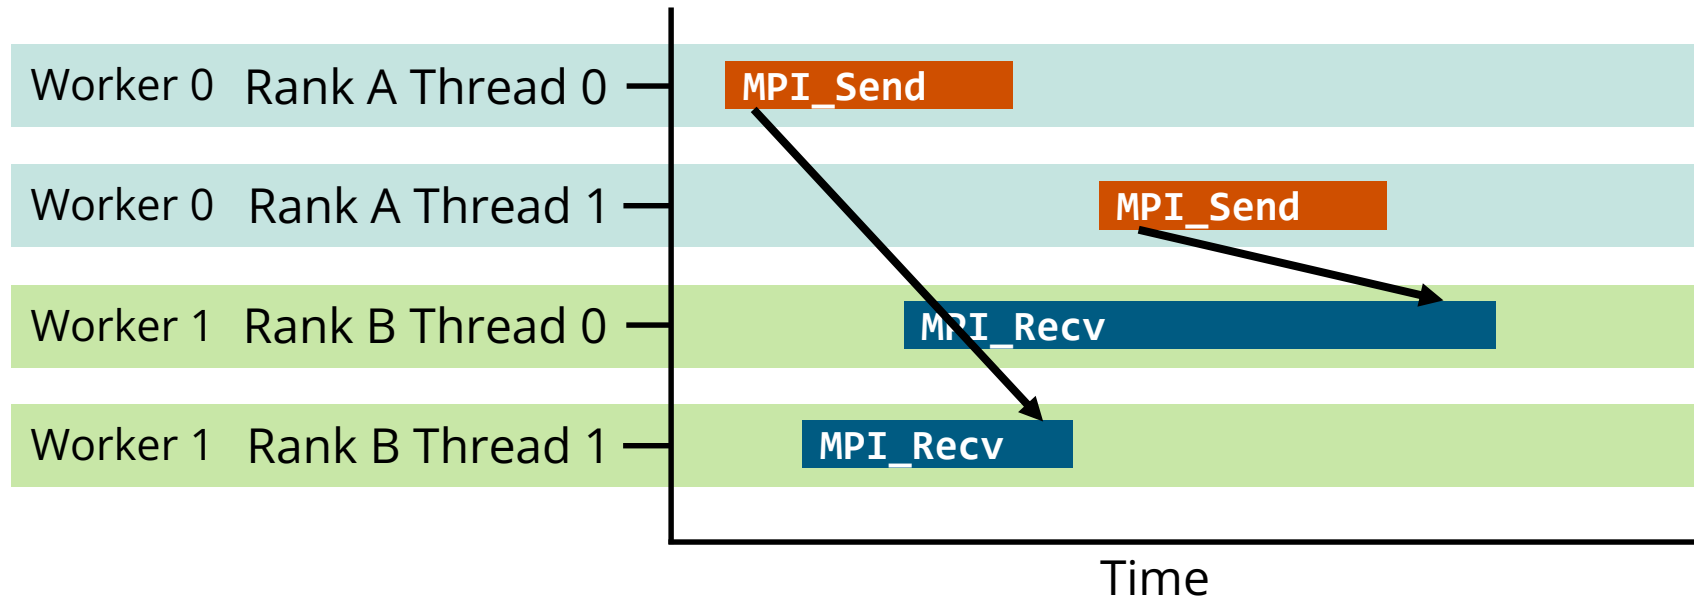 Worker 0 Rank A Thread 0 MPI_Send
Worker 0 Rank A Thread 1 MPI_Send
Worker 1 Rank B Thread 0 MPI_Recv
Worker 1 Rank B Thread 1 MPI_Recv
Time